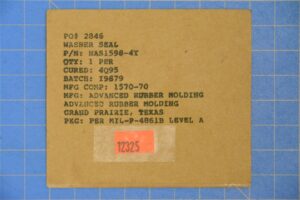 PO# 2846
WASHER SEAL
P/N: NAS1598-4Y
QTY: 1 PER
CURED: 4Q95
BATCH: I9679
MFG COMP: 1570-70
MFG: ADVANCED RUBBER MOLDING
ADVANCED RUBBER MOLDING
GRAND PRAIRIE, TEXAS
PKG: PER MIL-P-4861B LEVEL A
12325